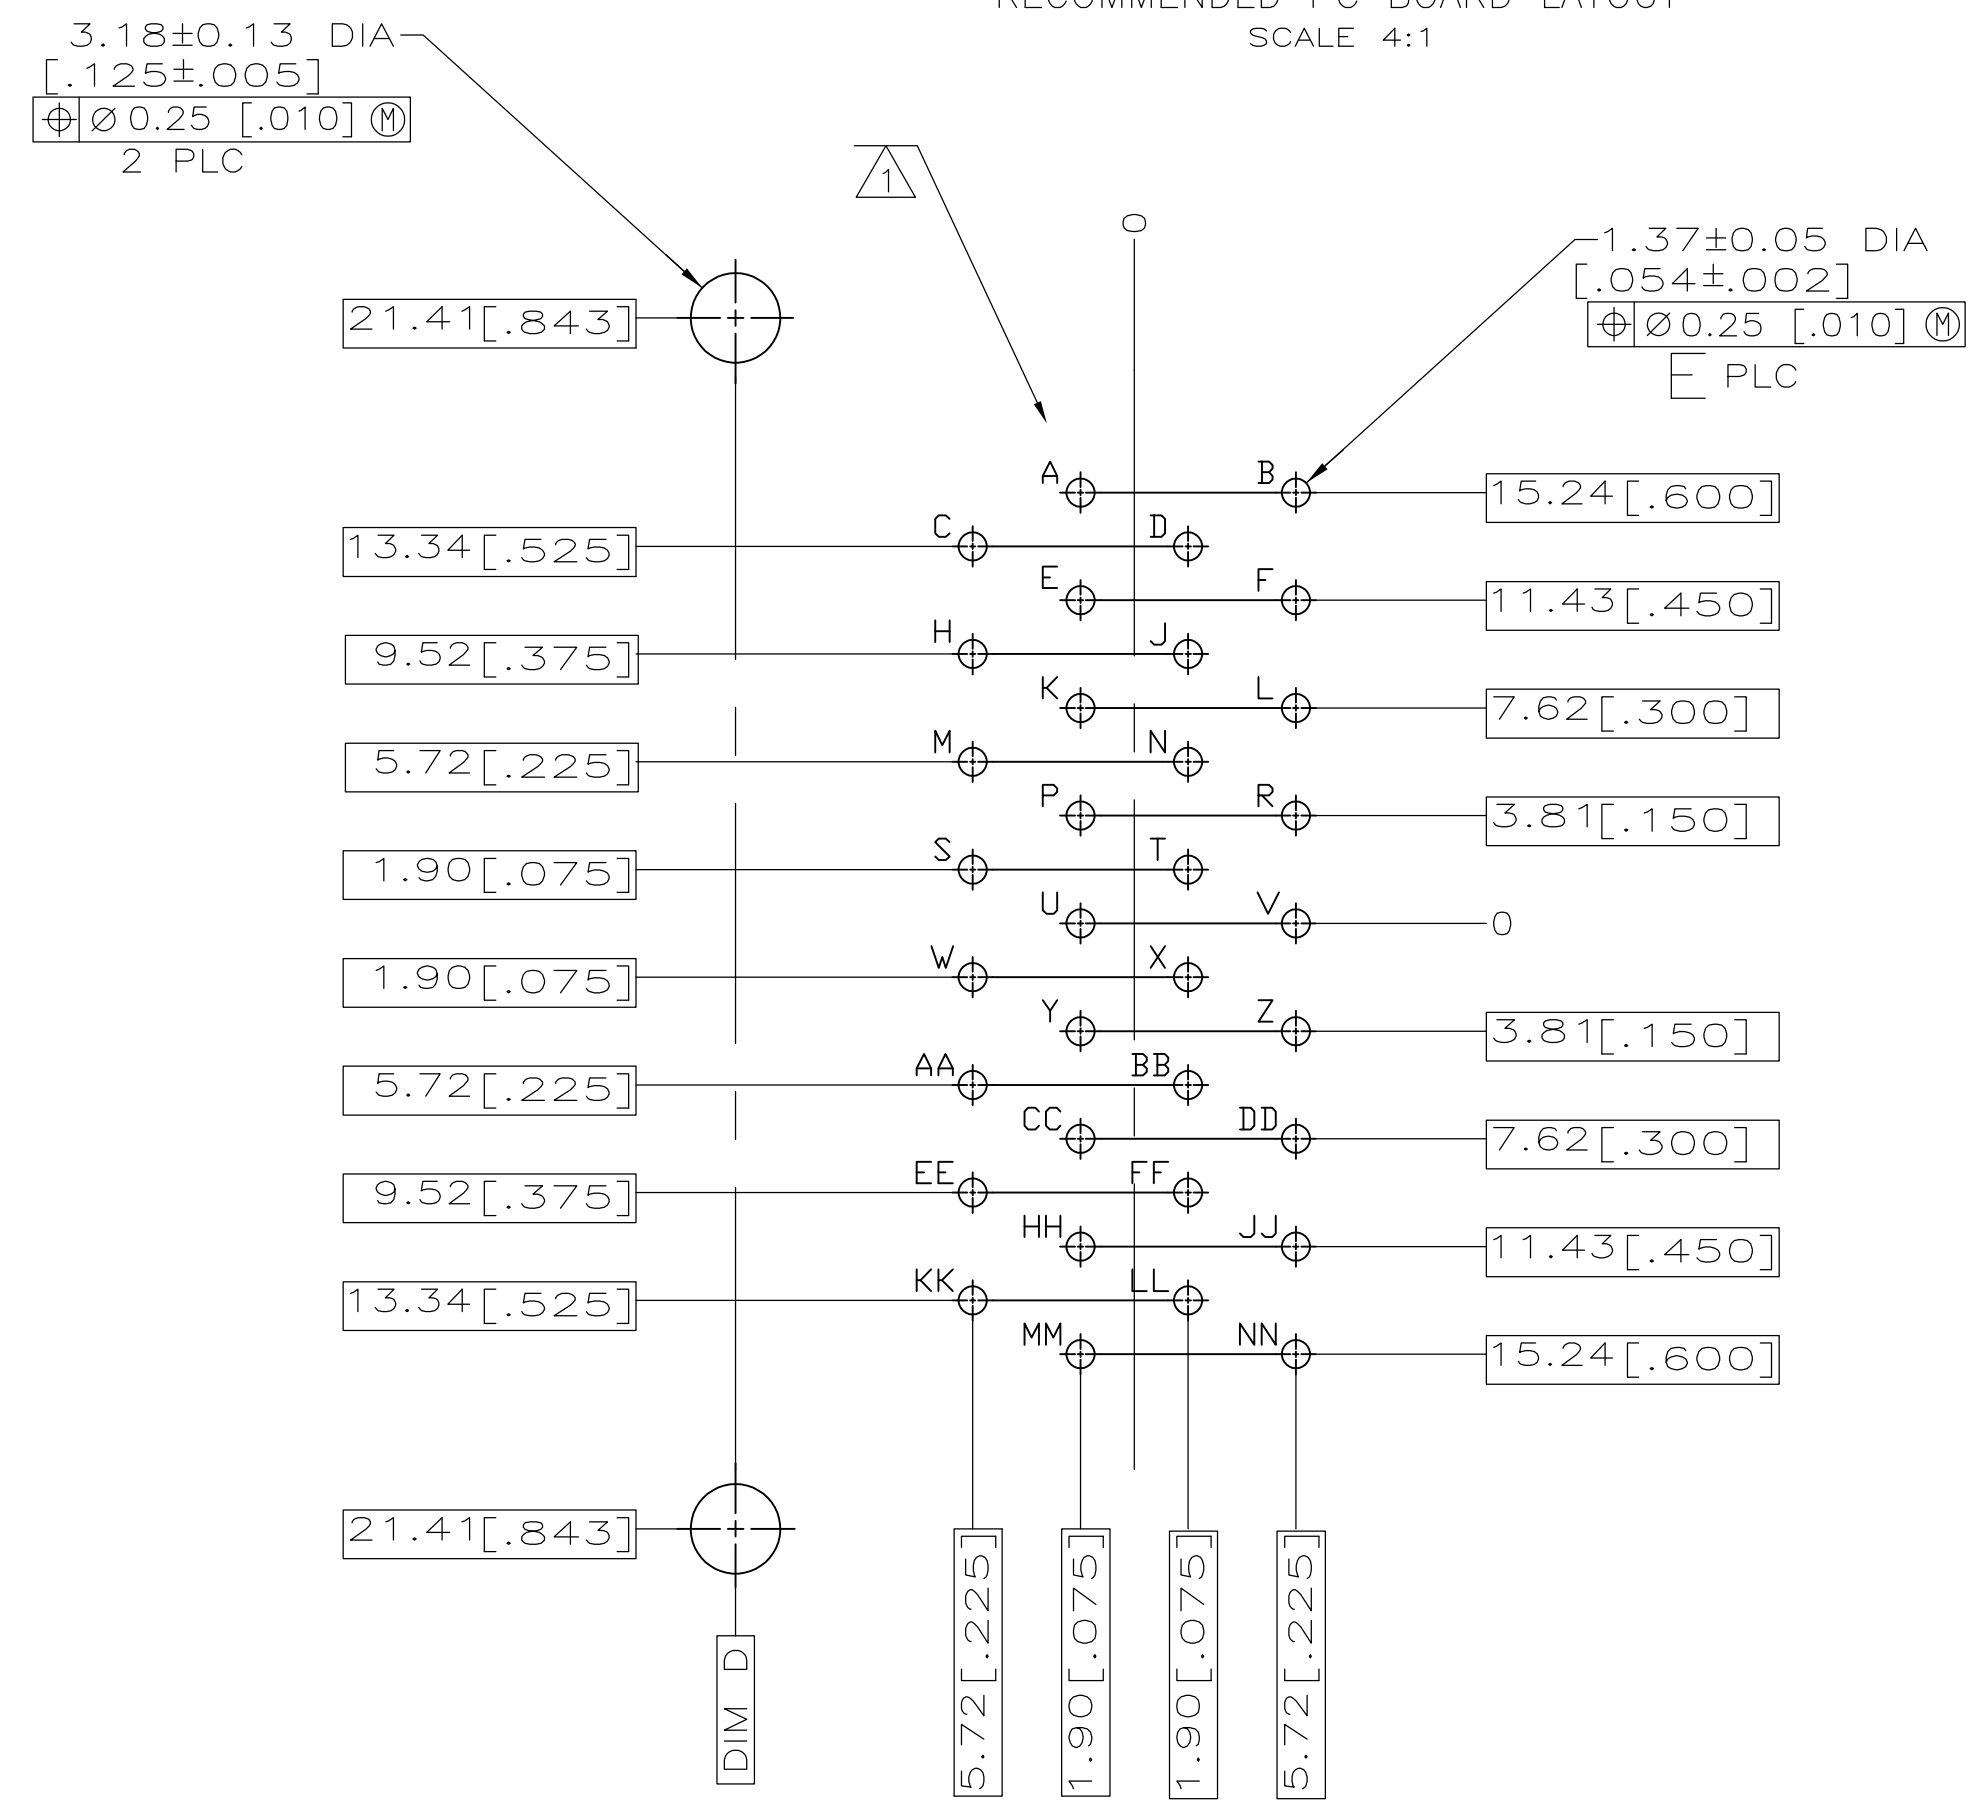 RECOMMENDED PC BOARD LAYOUT
SCALE 4:1
3.18±0.13 DIA
[.125±.005]
⌖ Ø0.25 [.010] Ⓜ
2 PLC
1
0
1.37±0.05 DIA
[.054±.002]
⌖ Ø0.25 [.010] Ⓜ
E PLC
21.41[.843]
A B 15.24[.600]
13.34[.525] C D
E F 11.43[.450]
9.52[.375] H J
K L 7.62[.300]
5.72[.225] M N
P R 3.81[.150]
1.90[.075] S T
U V 0
1.90[.075] W X
Y Z 3.81[.150]
5.72[.225] AA BB
CC DD 7.62[.300]
9.52[.375] EE FF
HH JJ 11.43[.450]
13.34[.525] KK LL
MM NN 15.24[.600]
21.41[.843]
DIM D
5.72[.225]
1.90[.075]
1.90[.075]
5.72[.225]